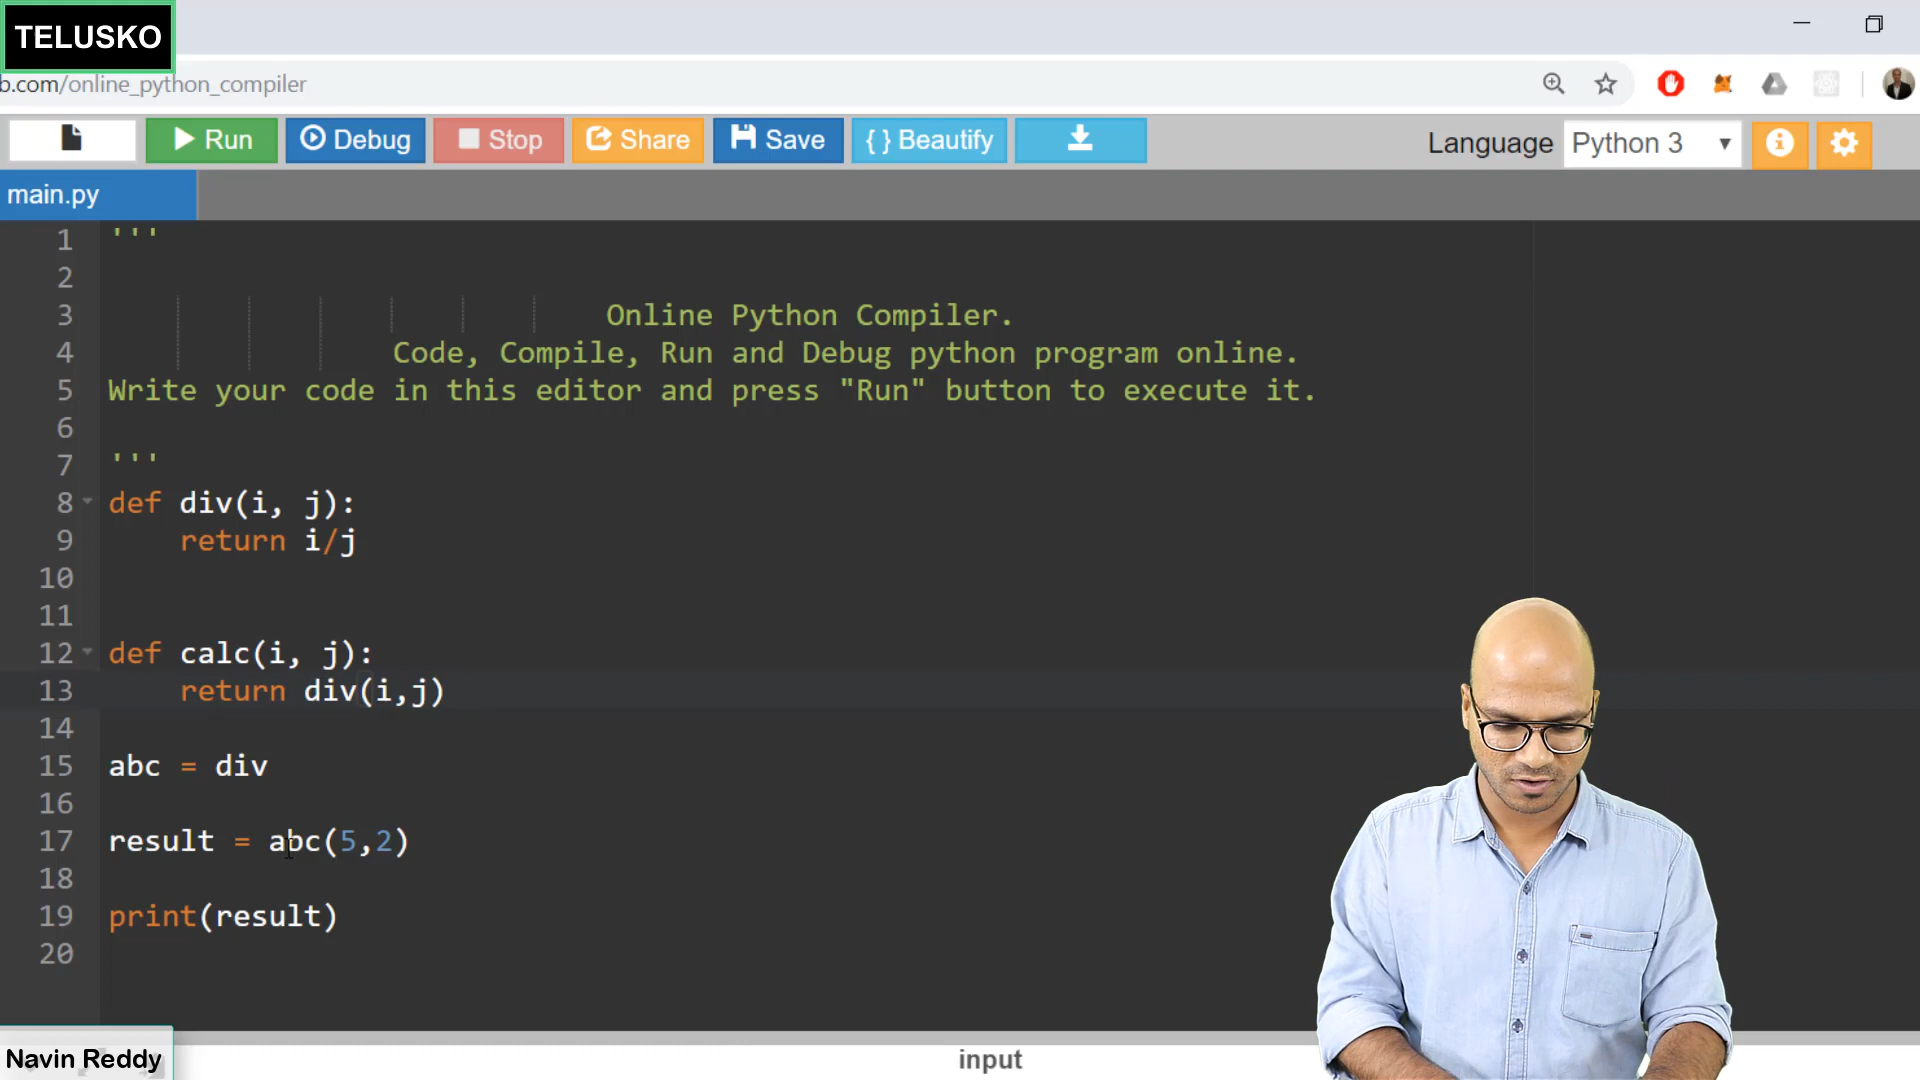 TELUSKO
b.com/online_python_compiler
Run Debug Stop Share Save { } Beautify Language Python 3
main.py
1 '''
2
3 Online Python Compiler.
4 Code, Compile, Run and Debug python program online.
5 Write your code in this editor and press "Run" button to execute it.
6
7 '''
8 def div(i, j):
9 return i/j
10
11
12 def calc(i, j):
13 return div(i,j)
14
15 abc = div
16
17 result = abc(5,2)
18
19 print(result)
20
Navin Reddy
input